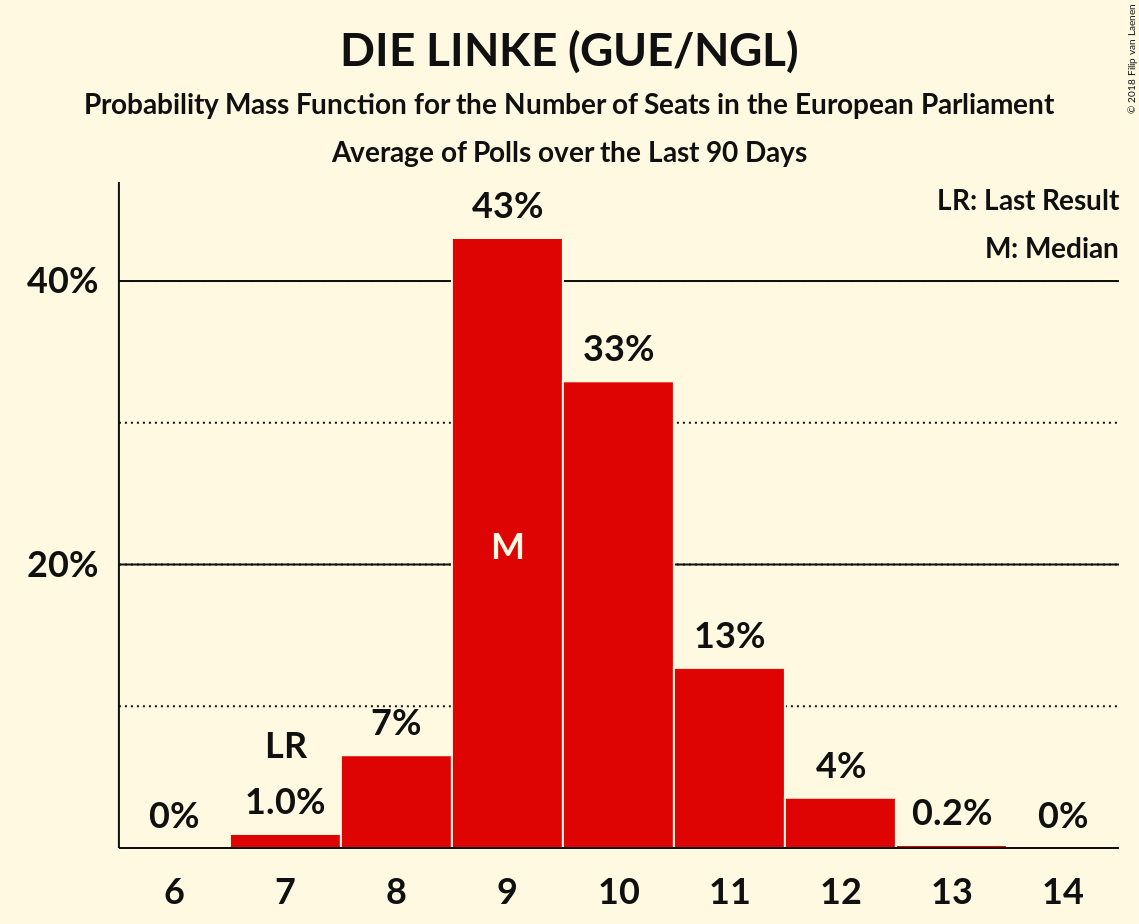 DIE LINKE (GUE/NGL)
Probability Mass Function for the Number of Seats in the European Parliament
Average of Polls over the Last 90 Days
© 2018 Filip van Laenen
LR: Last Result
M: Median
43%
40%
33%
M
20%
13%
7%
LR
4%
1.0%
0%
0.2%
0%
6 7 8 9 10 11 12 13 14